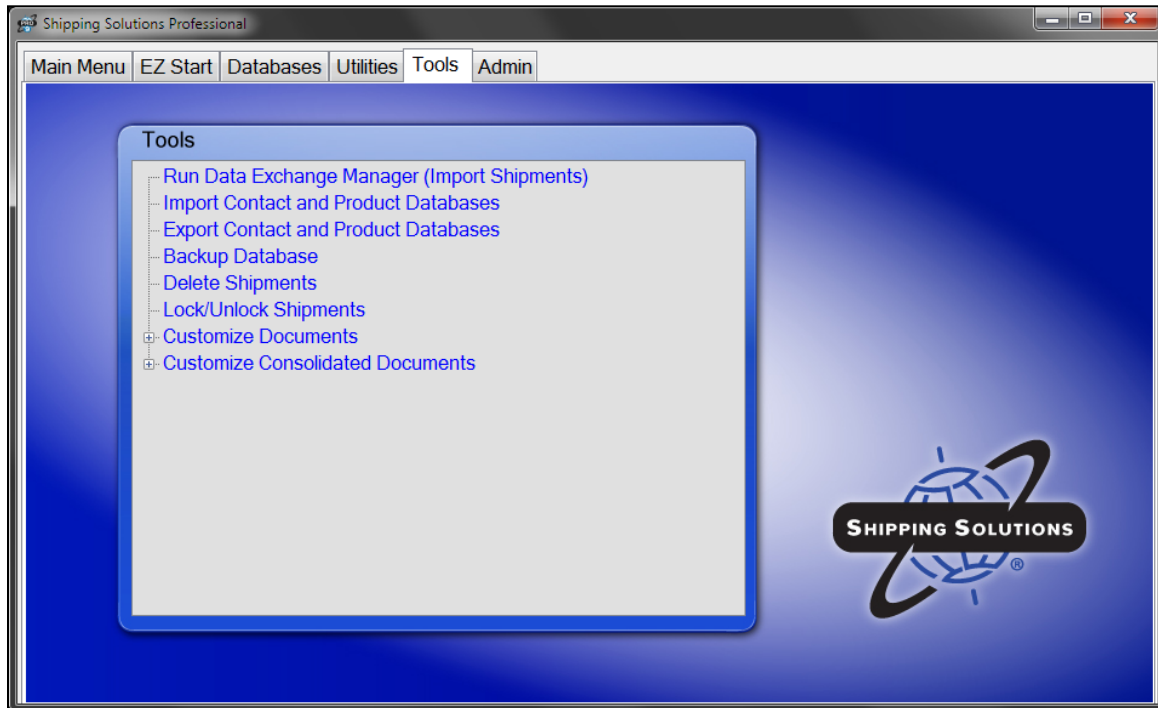 Shipping Solutions Professional
Main Menu EZ Start Databases Utilities Tools Admin
Tools
Run Data Exchange Manager (Import Shipments)
Import Contact and Product Databases
Export Contact and Product Databases
Backup Database
Delete Shipments
Lock/Unlock Shipments
Customize Documents
Customize Consolidated Documents
SHIPPING SOLUTIONS
®